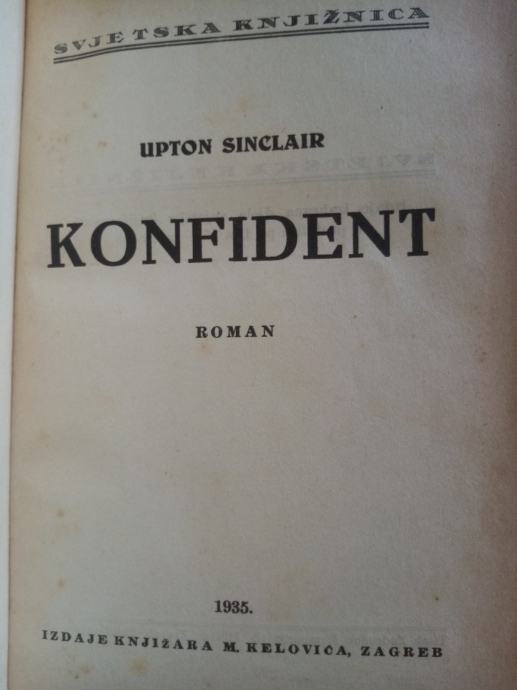 SVJETSKA KNJIŽNICA
UPTON SINCLAIR
KONFIDENT
ROMAN
1935.
IZDAJE KNJIŽARA M. KELOVIĆA, ZAGREB